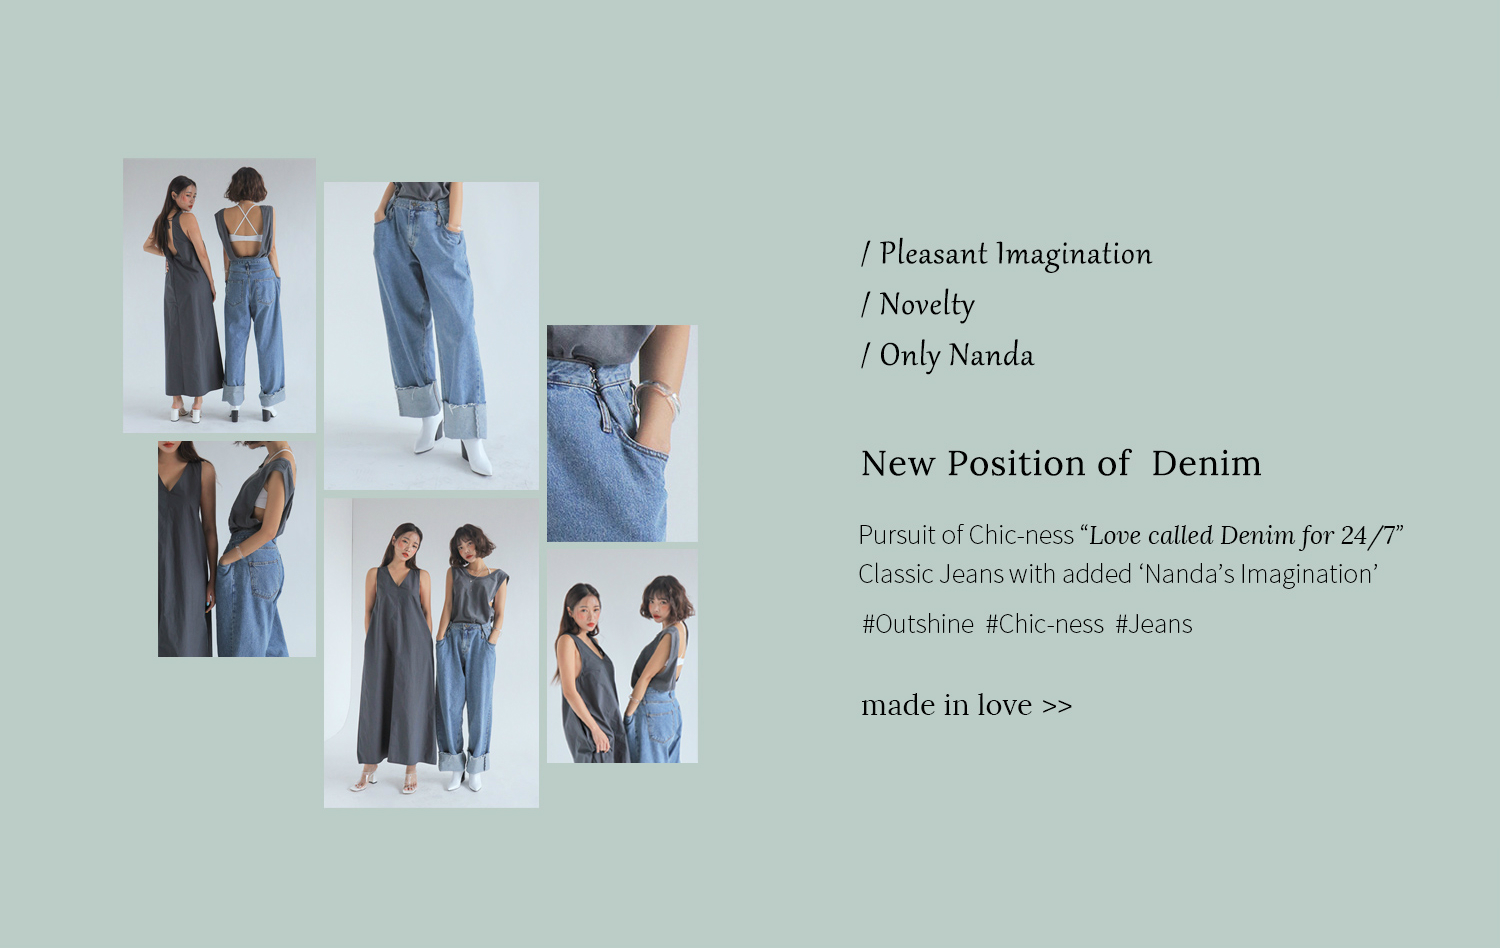 / Pleasant Imagination
/ Novelty
/ Only Nanda
New Position of Denim
Pursuit of Chic-ness “Love called Denim for 24/7”
Classic Jeans with added ‘Nanda’s Imagination’
#Outshine #Chic-ness #Jeans
made in love >>